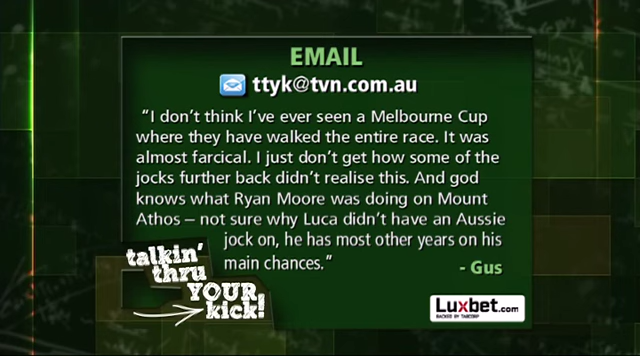 EMAIL
ttyk@tvn.com.au
“I don’t think I’ve ever seen a Melbourne Cup
where they have walked the entire race. It was
almost farcical. I just don’t get how some of the
jocks further back didn’t realise this. And god
knows what Ryan Moore was doing on Mount
Athos – not sure why Luca didn’t have an Aussie
jock on, he has most other years on his
main chances.”
- Gus
talkin’
thru
YOUR
kick!
Luxbet.com
BACKED BY TABCORP